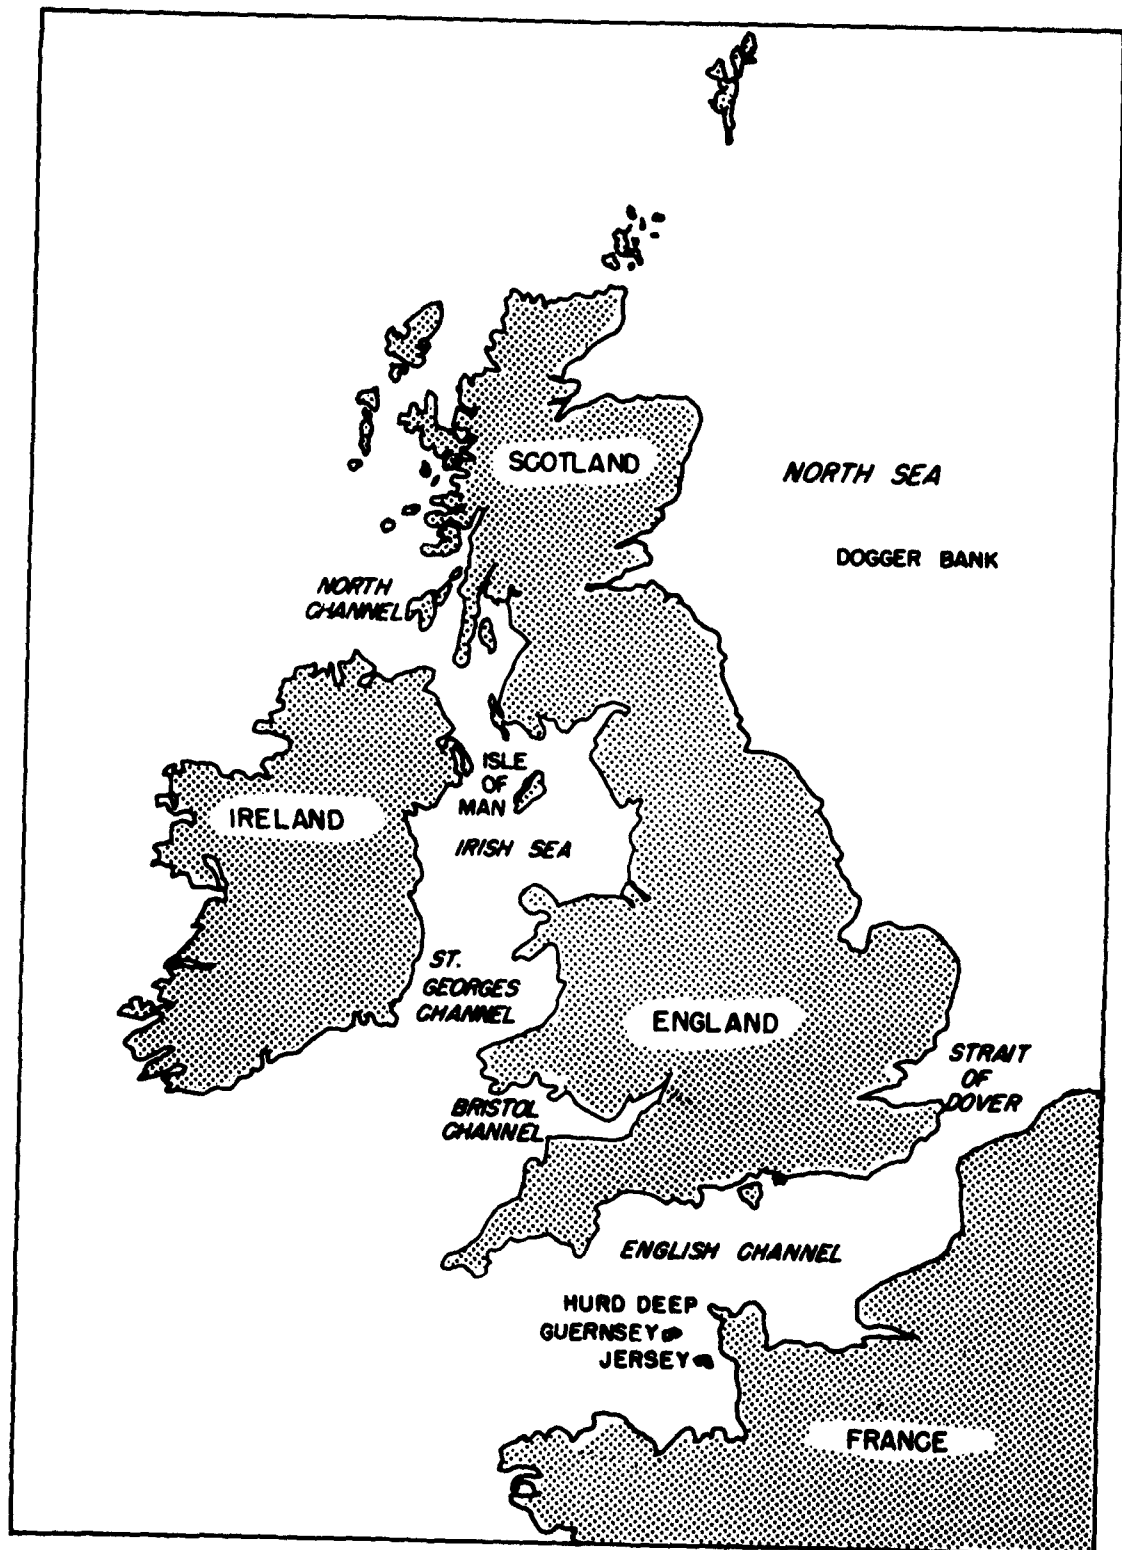 SCOTLAND
NORTH SEA
DOGGER BANK
NORTH
CHANNEL
ISLE
OF
MAN
IRELAND
IRISH SEA
ST.
GEORGES
CHANNEL
ENGLAND
STRAIT
OF
DOVER
BRISTOL
CHANNEL
ENGLISH CHANNEL
HURD DEEP
GUERNSEY
JERSEY
FRANCE